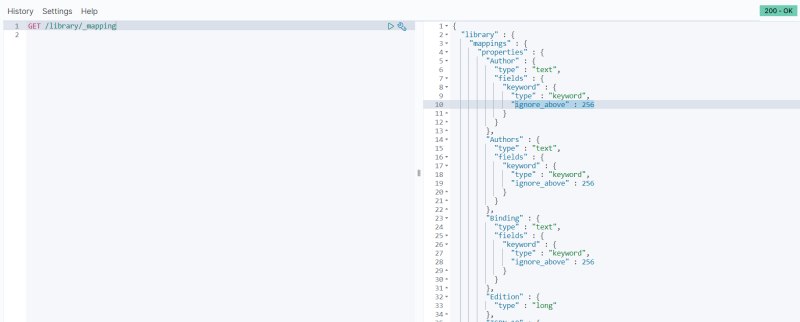 History Settings Help
200 - OK
1 GET /library/_mapping
2
1 {
2 "library" : {
3 "mappings" : {
4 "properties" : {
5 "Author" : {
6 "type" : "text",
7 "fields" : {
8 "keyword" : {
9 "type" : "keyword",
10 "ignore_above" : 256
11 }
12 }
13 },
14 "Authors" : {
15 "type" : "text",
16 "fields" : {
17 "keyword" : {
18 "type" : "keyword",
19 "ignore_above" : 256
20 }
21 }
22 },
23 "Binding" : {
24 "type" : "text",
25 "fields" : {
26 "keyword" : {
27 "type" : "keyword",
28 "ignore_above" : 256
29 }
30 }
31 },
32 "Edition" : {
33 "type" : "long"
34 },